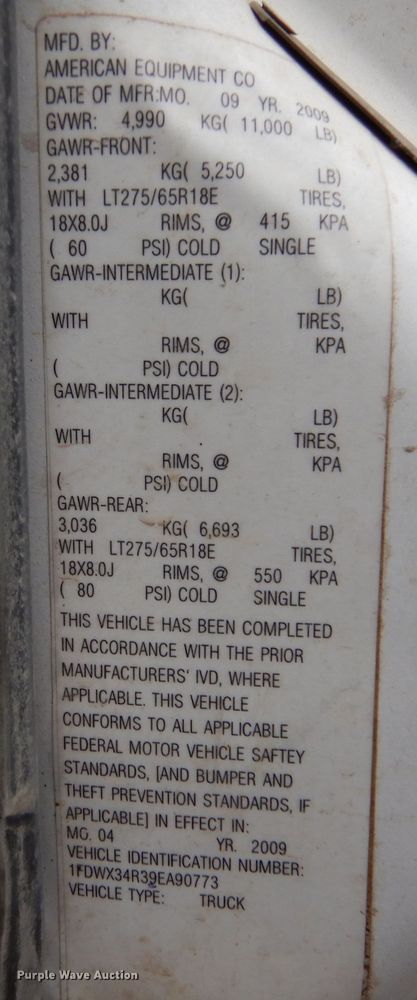 MFD. BY:
AMERICAN EQUIPMENT CO
DATE OF MFR:MO. 09 YR. 2009
GVWR: 4,990 KG( 11,000 LB)
GAWR-FRONT:
2,381 KG( 5,250 LB)
WITH LT275/65R18E TIRES,
18X8.0J RIMS, @ 415 KPA
( 60 PSI) COLD SINGLE
GAWR-INTERMEDIATE (1):
KG( LB)
WITH TIRES,
RIMS, @ KPA
( PSI) COLD
GAWR-INTERMEDIATE (2):
KG( LB)
WITH TIRES,
RIMS, @ KPA
( PSI) COLD
GAWR-REAR:
3,036 KG( 6,693 LB)
WITH LT275/65R18E TIRES,
18X8.0J RIMS, @ 550 KPA
( 80 PSI) COLD SINGLE
THIS VEHICLE HAS BEEN COMPLETED
IN ACCORDANCE WITH THE PRIOR
MANUFACTURERS' IVD, WHERE
APPLICABLE. THIS VEHICLE
CONFORMS TO ALL APPLICABLE
FEDERAL MOTOR VEHICLE SAFTEY
STANDARDS, [AND BUMPER AND
THEFT PREVENTION STANDARDS, IF
APPLICABLE] IN EFFECT IN:
MO. 04 YR. 2009
VEHICLE IDENTIFICATION NUMBER:
1FDWX34R39EA90773
VEHICLE TYPE: TRUCK
Purple Wave Auction